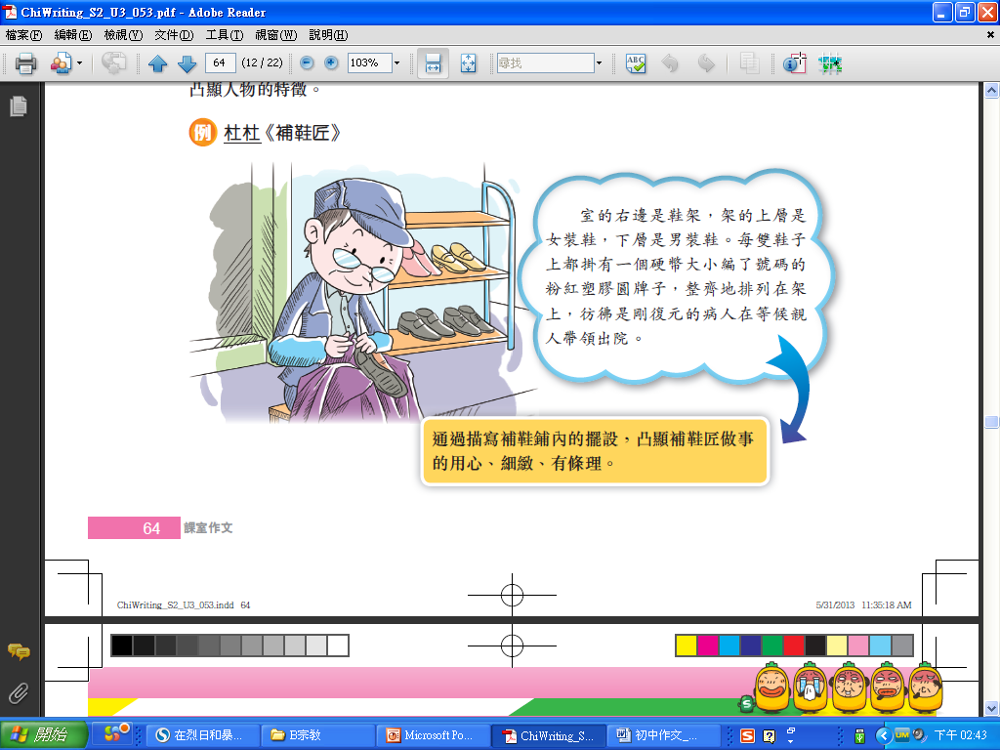 ChiWriting_S2_U3_053.pdf - Adobe Reader
檔案(F) 編輯(E) 檢視(V) 文件(D) 工具(T) 視窗(W) 說明(H)
64 (12 / 22) 103% 尋找
凸顯人物的特徵。
例 杜杜《補鞋匠》
室的右邊是鞋架，架的上層是
女裝鞋，下層是男裝鞋。每雙鞋子
上都掛有一個硬幣大小編了號碼的
粉紅塑膠圓牌子，整齊地排列在架
上，彷彿是剛復元的病人在等候親
人帶領出院。
通過描寫補鞋鋪內的擺設，凸顯補鞋匠做事
的用心、細緻、有條理。
64 課室作文
ChiWriting_S2_U3_053.indd 64
5/31/2013 11:35:18 AM
開始 在烈日和暴... B宗教 Microsoft Po... ChiWriting_S... 初中作文_... 下午 02:43